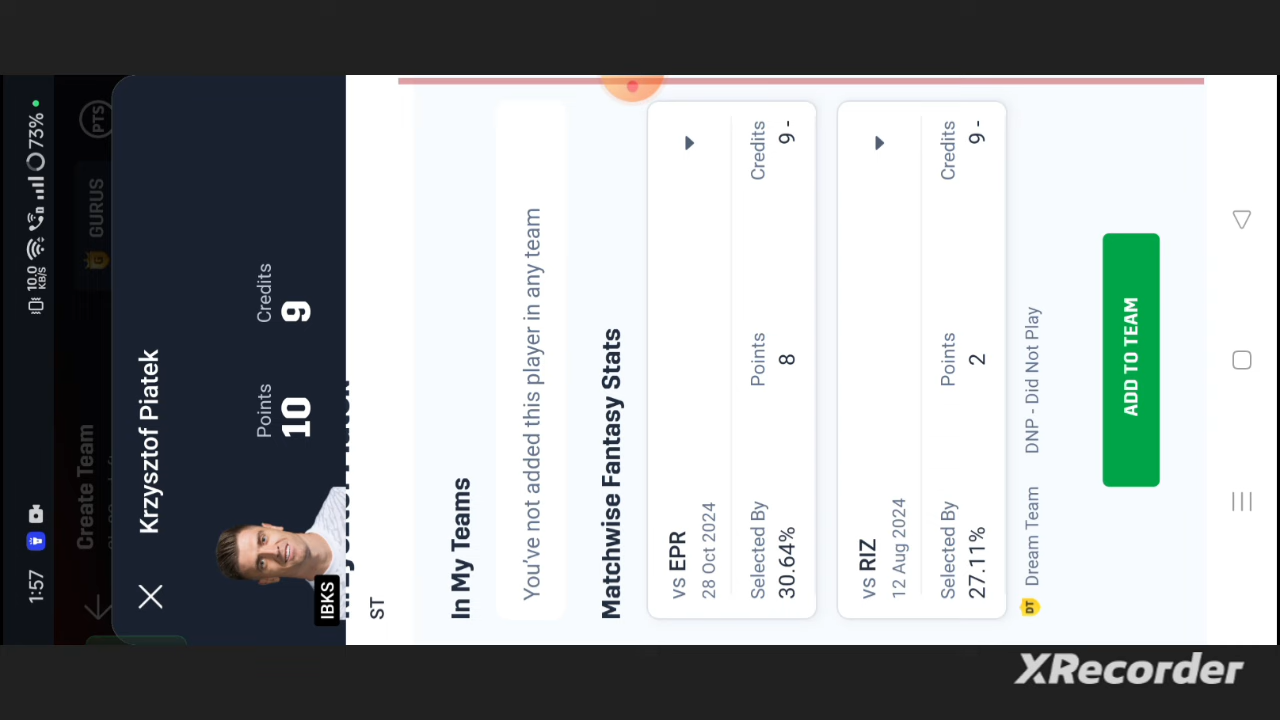 1:57
10.0
KB/S
73%
Create Team
PTS
GURUS
Krzysztof Piatek
Points
Credits
10
9
IBKS
ST
In My Teams
You've not added this player in any team
Matchwise Fantasy Stats
vs EPR
28 Oct 2024
Selected By
Points
Credits
30.64%
8
9 -
vs RIZ
12 Aug 2024
Selected By
Points
Credits
27.11%
2
9 -
DT Dream Team
DNP - Did Not Play
ADD TO TEAM
XRecorder